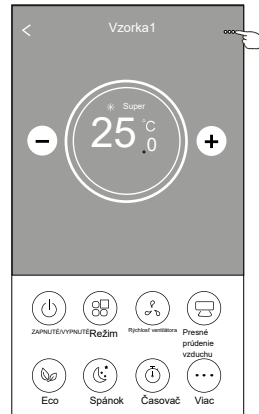 Vzorka1
Super
25.0 °C
ZAPNUTÉ/VYPNUTÉ Režim Rýchlosť ventilátora Presné
prúdenie
vzduchu
Eco Spánok Časovač Viac